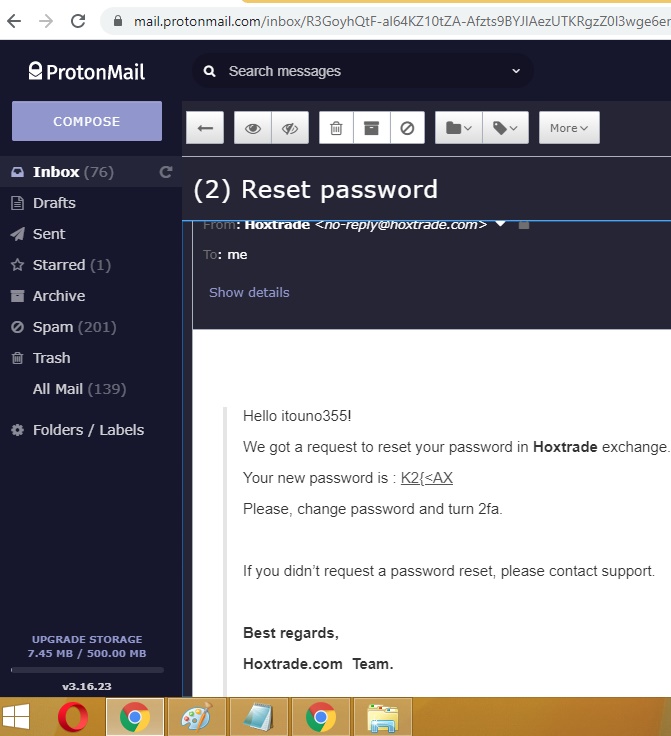 mail.protonmail.com/inbox/R3GoyhQtF-al64KZ10tZA-Afzts9BYJIAezUTKRgzZ0l3wge6er
ProtonMail
Search messages
COMPOSE
More
Inbox (76)
(2) Reset password
Drafts
From: Hoxtrade <no-reply@hoxtrade.com>
Sent
To: me
Starred (1)
Show details
Archive
Spam (201)
Trash
All Mail (139)
Folders / Labels
Hello itouno355!
We got a request to reset your password in Hoxtrade exchange.
Your new password is : K2{<AX
Please, change password and turn 2fa.
If you didn’t request a password reset, please contact support.
Best regards,
Hoxtrade.com Team.
UPGRADE STORAGE
7.45 MB / 500.00 MB
v3.16.23